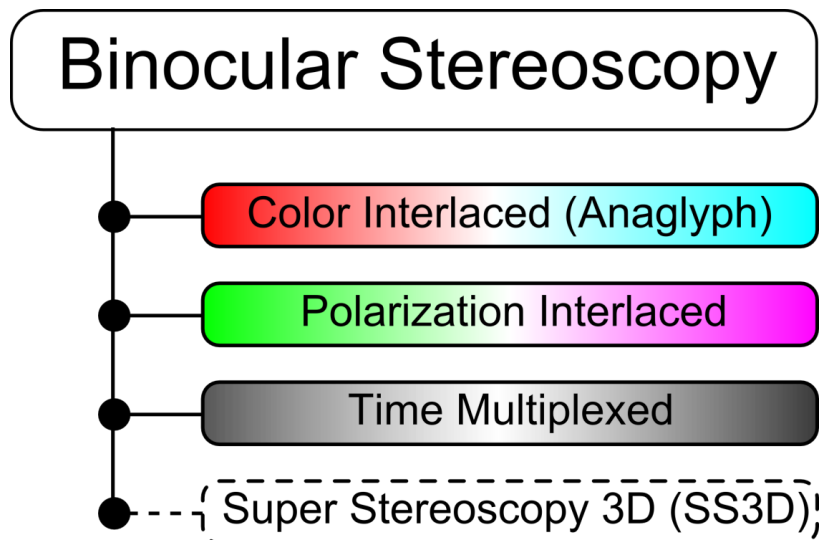 Binocular Stereoscopy
Color Interlaced (Anaglyph)
Polarization Interlaced
Time Multiplexed
Super Stereoscopy 3D (SS3D)